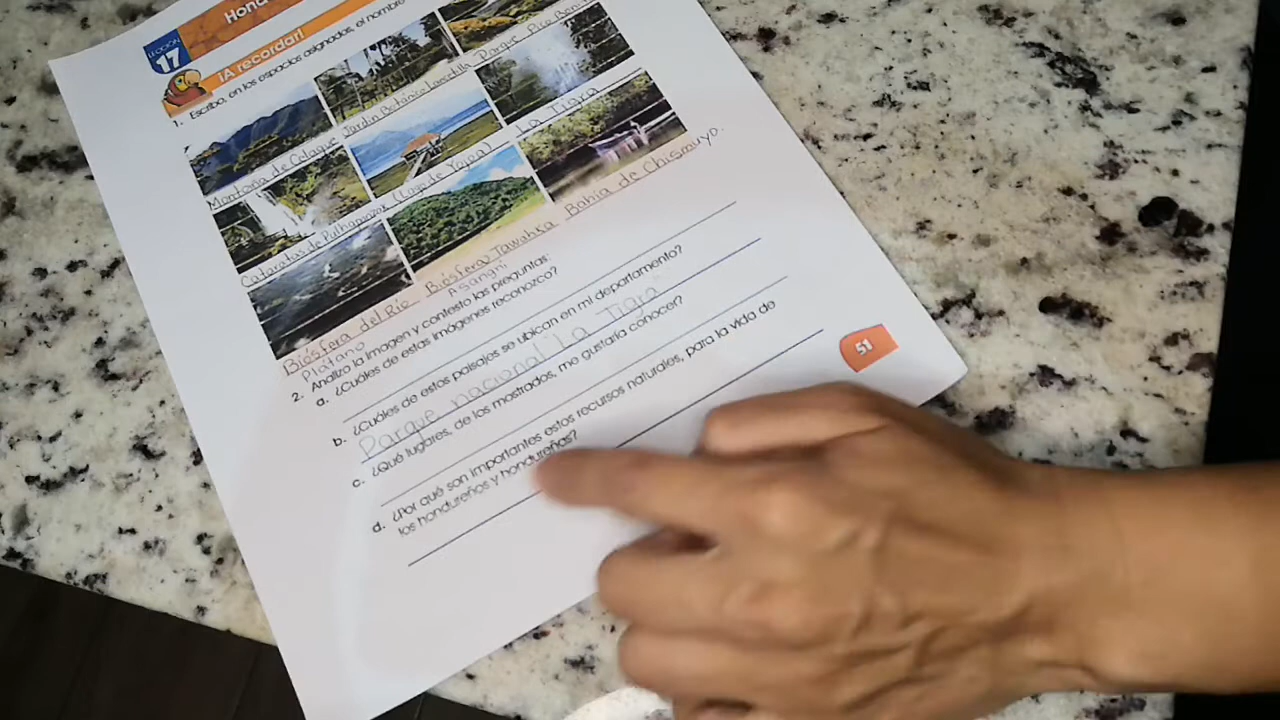 LECCIÓN
17
Hond
¡A recordar!
1. Escribo, en los espacios asignados, el nombre
Montaña de Celaque Jardín Botánico Lancetilla Parque Pico Boni
Cataratas de Pulhapanzak (Lago de Yojoa) La Tigra
Biósfera del Río Plátano Biósfera Tawahka Asangni Bahia de Chismuyo.
2. Analizo la imagen y contesto las preguntas:
a. ¿Cuáles de estas imágenes reconozco?
b. ¿Cuáles de estos paisajes se ubican en mi departamento?
Parque nacional La Tigra
c. ¿Qué lugares, de los mostrados, me gustaría conocer?
d. ¿Por qué son importantes estos recursos naturales, para la vida de
los hondureños y hondureñas?
51